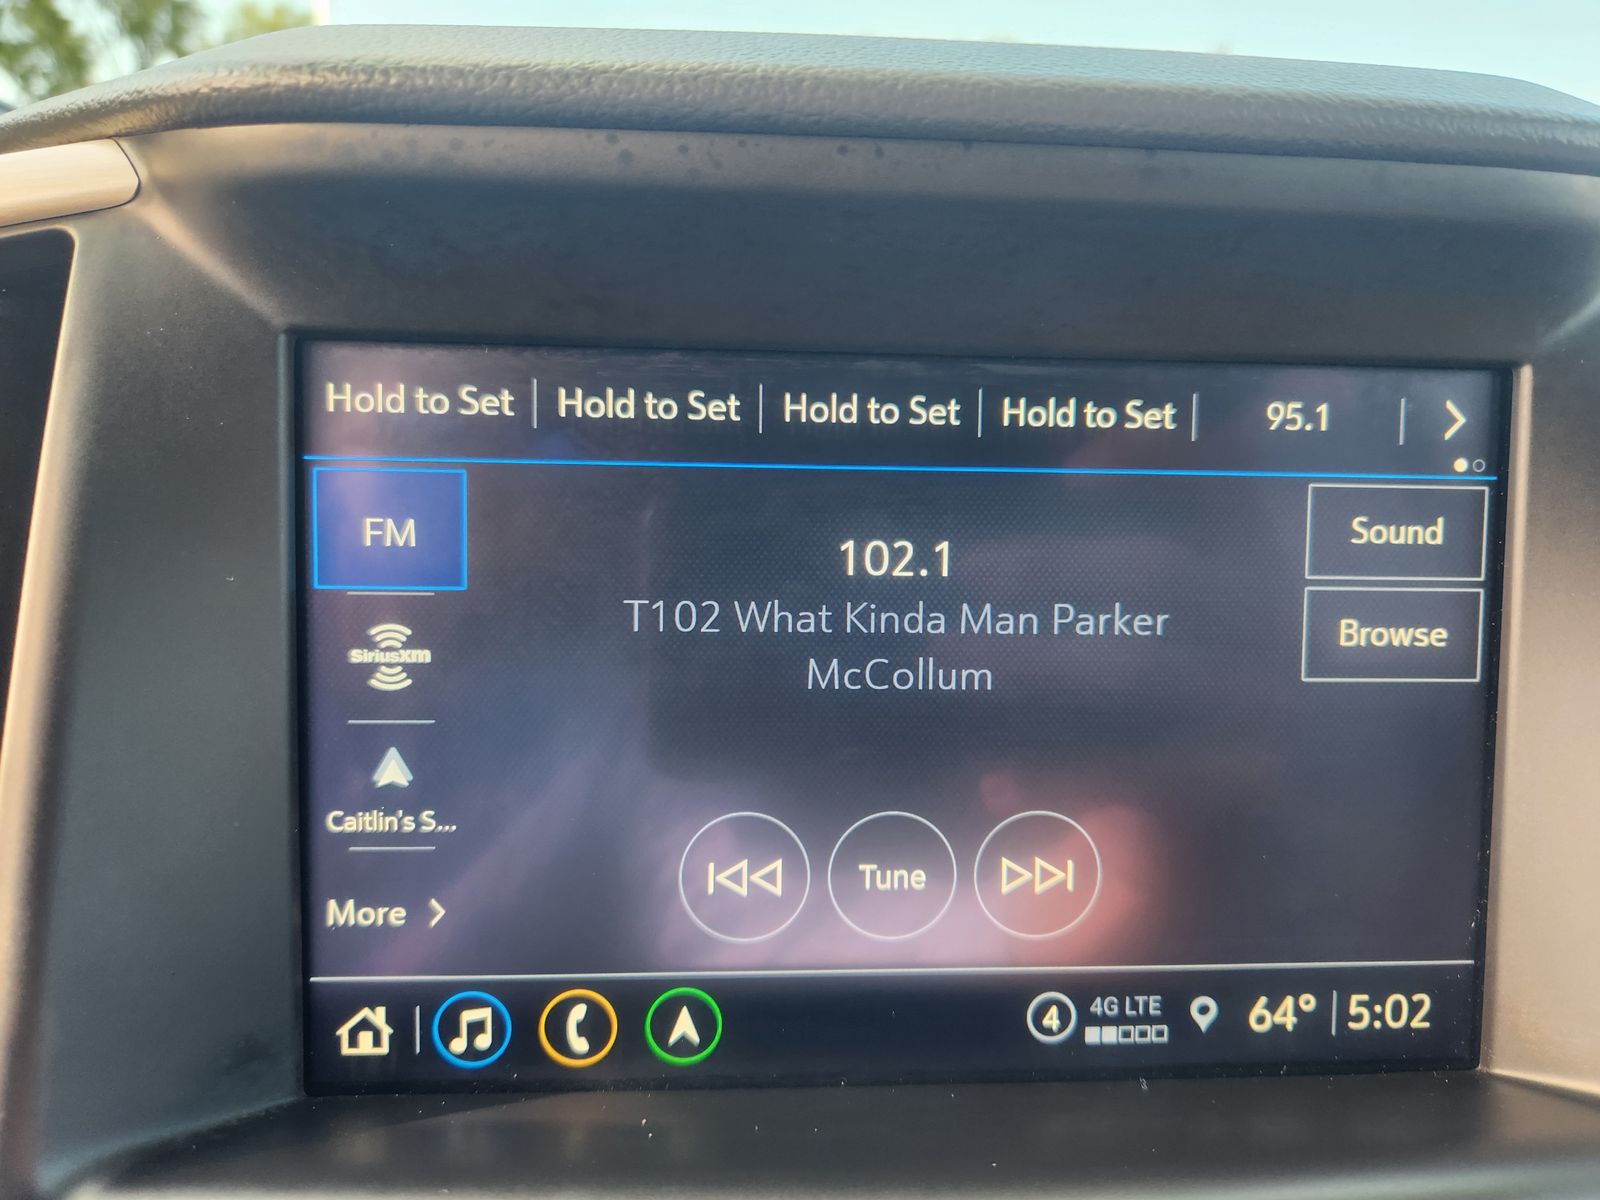 Hold to Set Hold to Set Hold to Set Hold to Set 95.1
FM
102.1
T102 What Kinda Man Parker
McCollum
Sound
Browse
SiriusXM
Caitlin's S...
More
Tune
4 4G LTE 64° 5:02